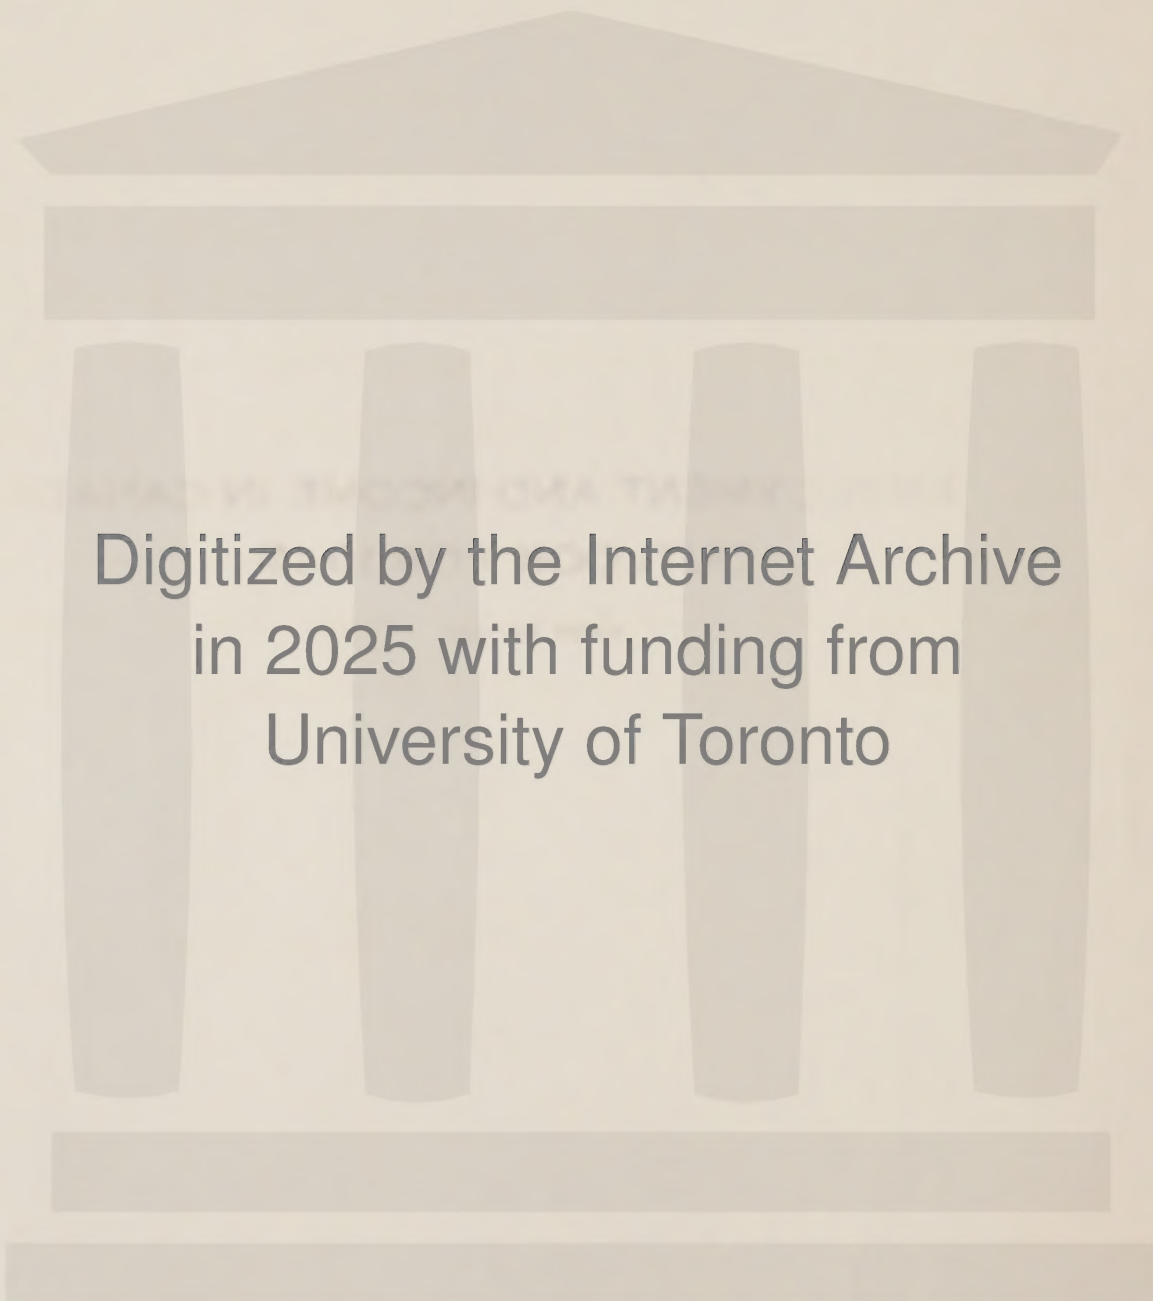 Digitized by the Internet Archive
in 2025 with funding from
University of Toronto